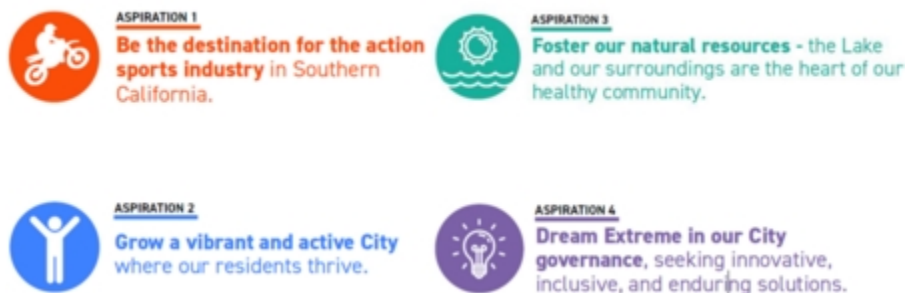 ASPIRATION 1
Be the destination for the action
sports industry in Southern
California.
ASPIRATION 3
Foster our natural resources - the Lake
and our surroundings are the heart of our
healthy community.
ASPIRATION 2
Grow a vibrant and active City
where our residents thrive.
ASPIRATION 4
Dream Extreme in our City
governance, seeking innovative,
inclusive, and enduring solutions.